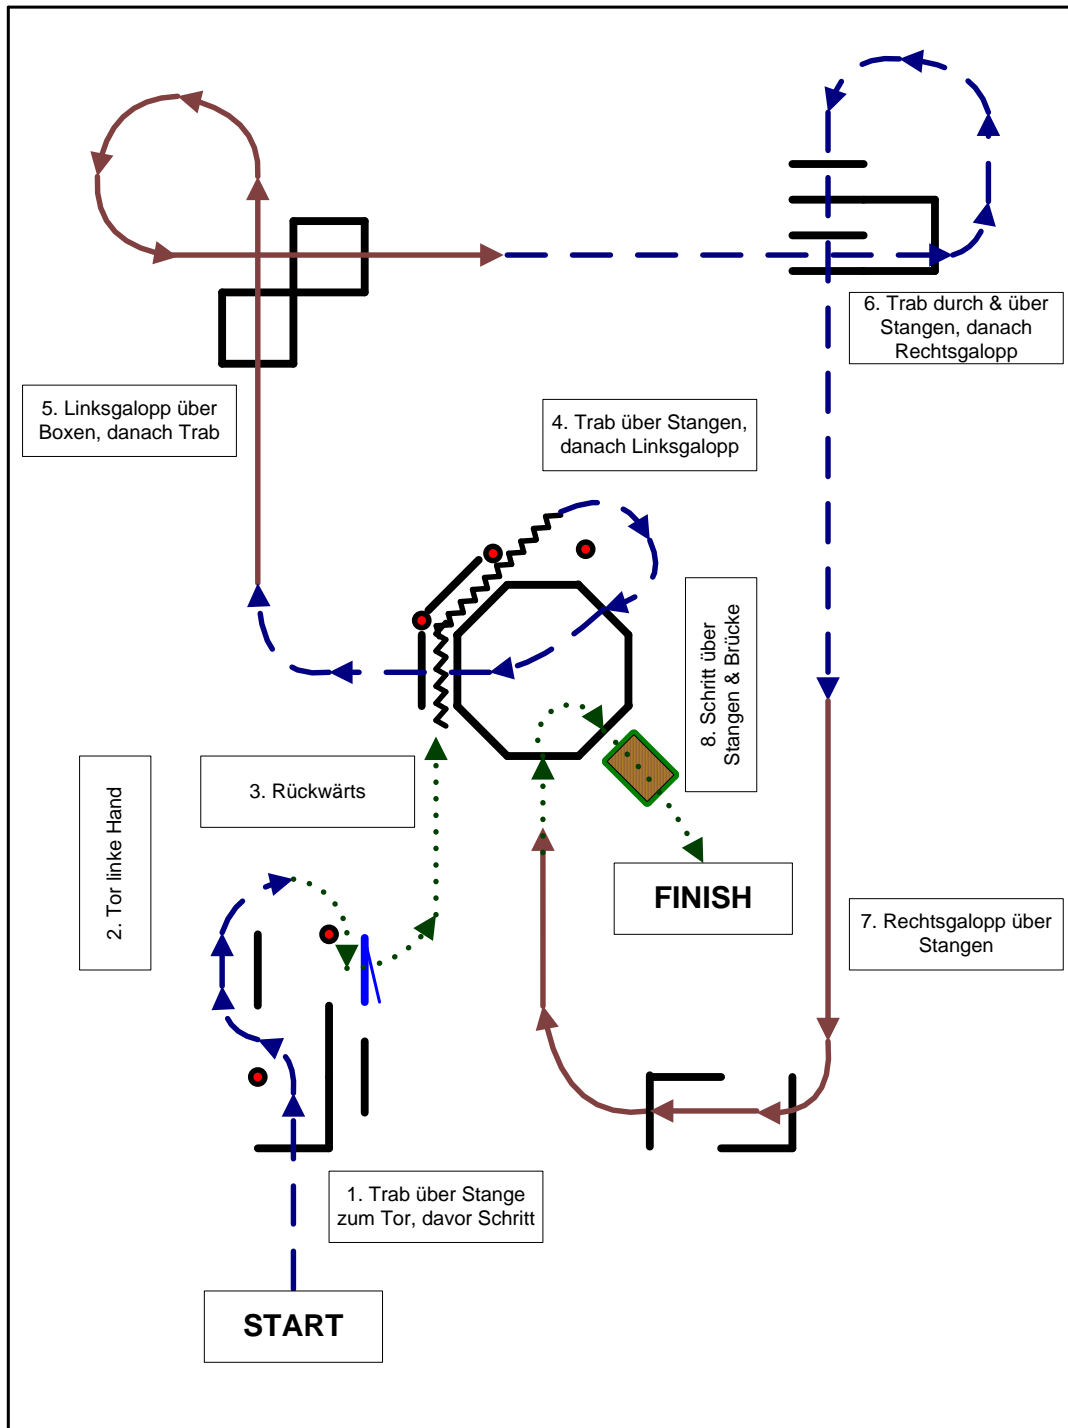 6. Trab durch & über
Stangen, danach
Rechtsgalopp
5. Linksgalopp über
Boxen, danach Trab
4. Trab über Stangen,
danach Linksgalopp
8. Schritt über
Stangen & Brücke
3. Rückwärts
2. Tor linke Hand
FINISH
7. Rechtsgalopp über
Stangen
1. Trab über Stange
zum Tor, davor Schritt
START